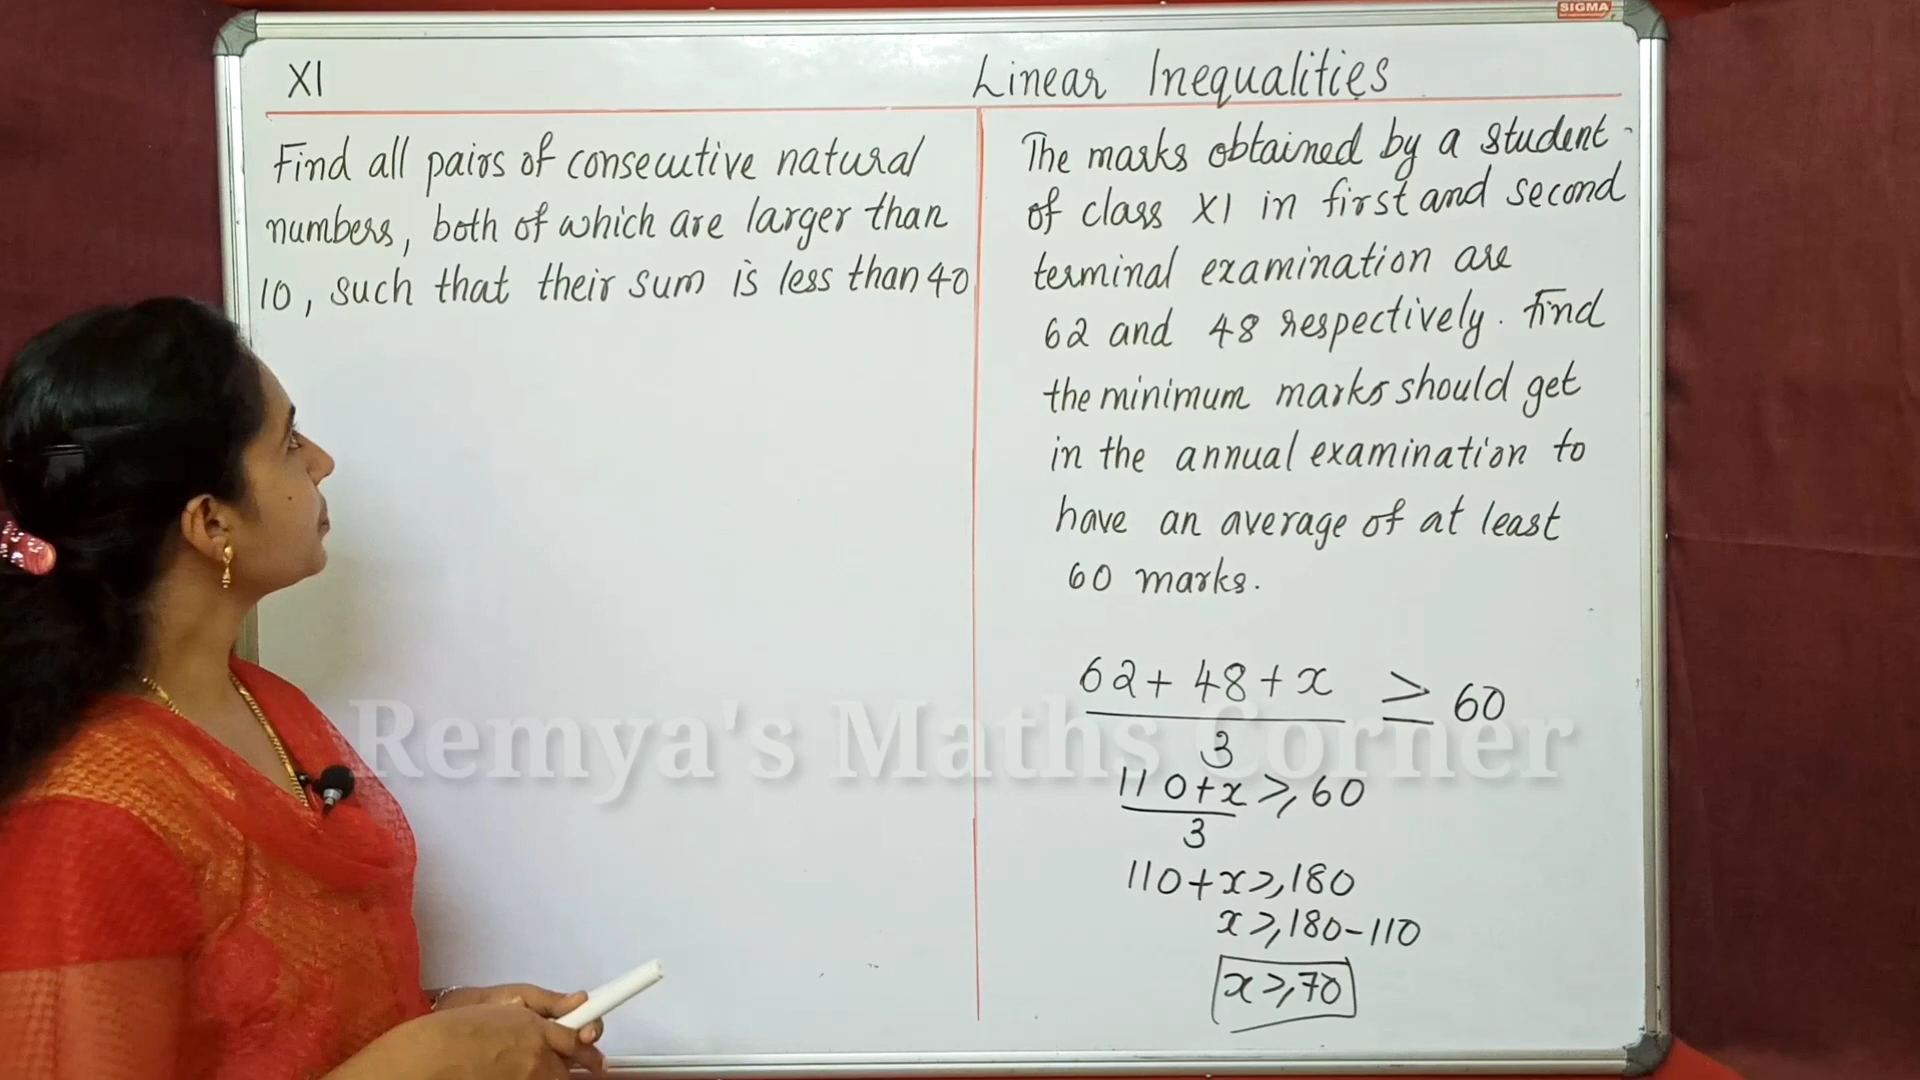 SIGMA
XI
Linear Inequalities
Find all pairs of consecutive natural
numbers, both of which are larger than
10, such that their sum is less than 40
The marks obtained by a student
of class XI in first and second
terminal examination are
62 and 48 respectively. Find
the minimum marks should get
in the annual examination to
have an average of at least
60 marks.
62 + 48 + x ≥ 60
3
110 + x ≥ 60
3
110 + x ≥ 180
x ≥ 180 - 110
x ≥ 70
Remya's Maths Corner